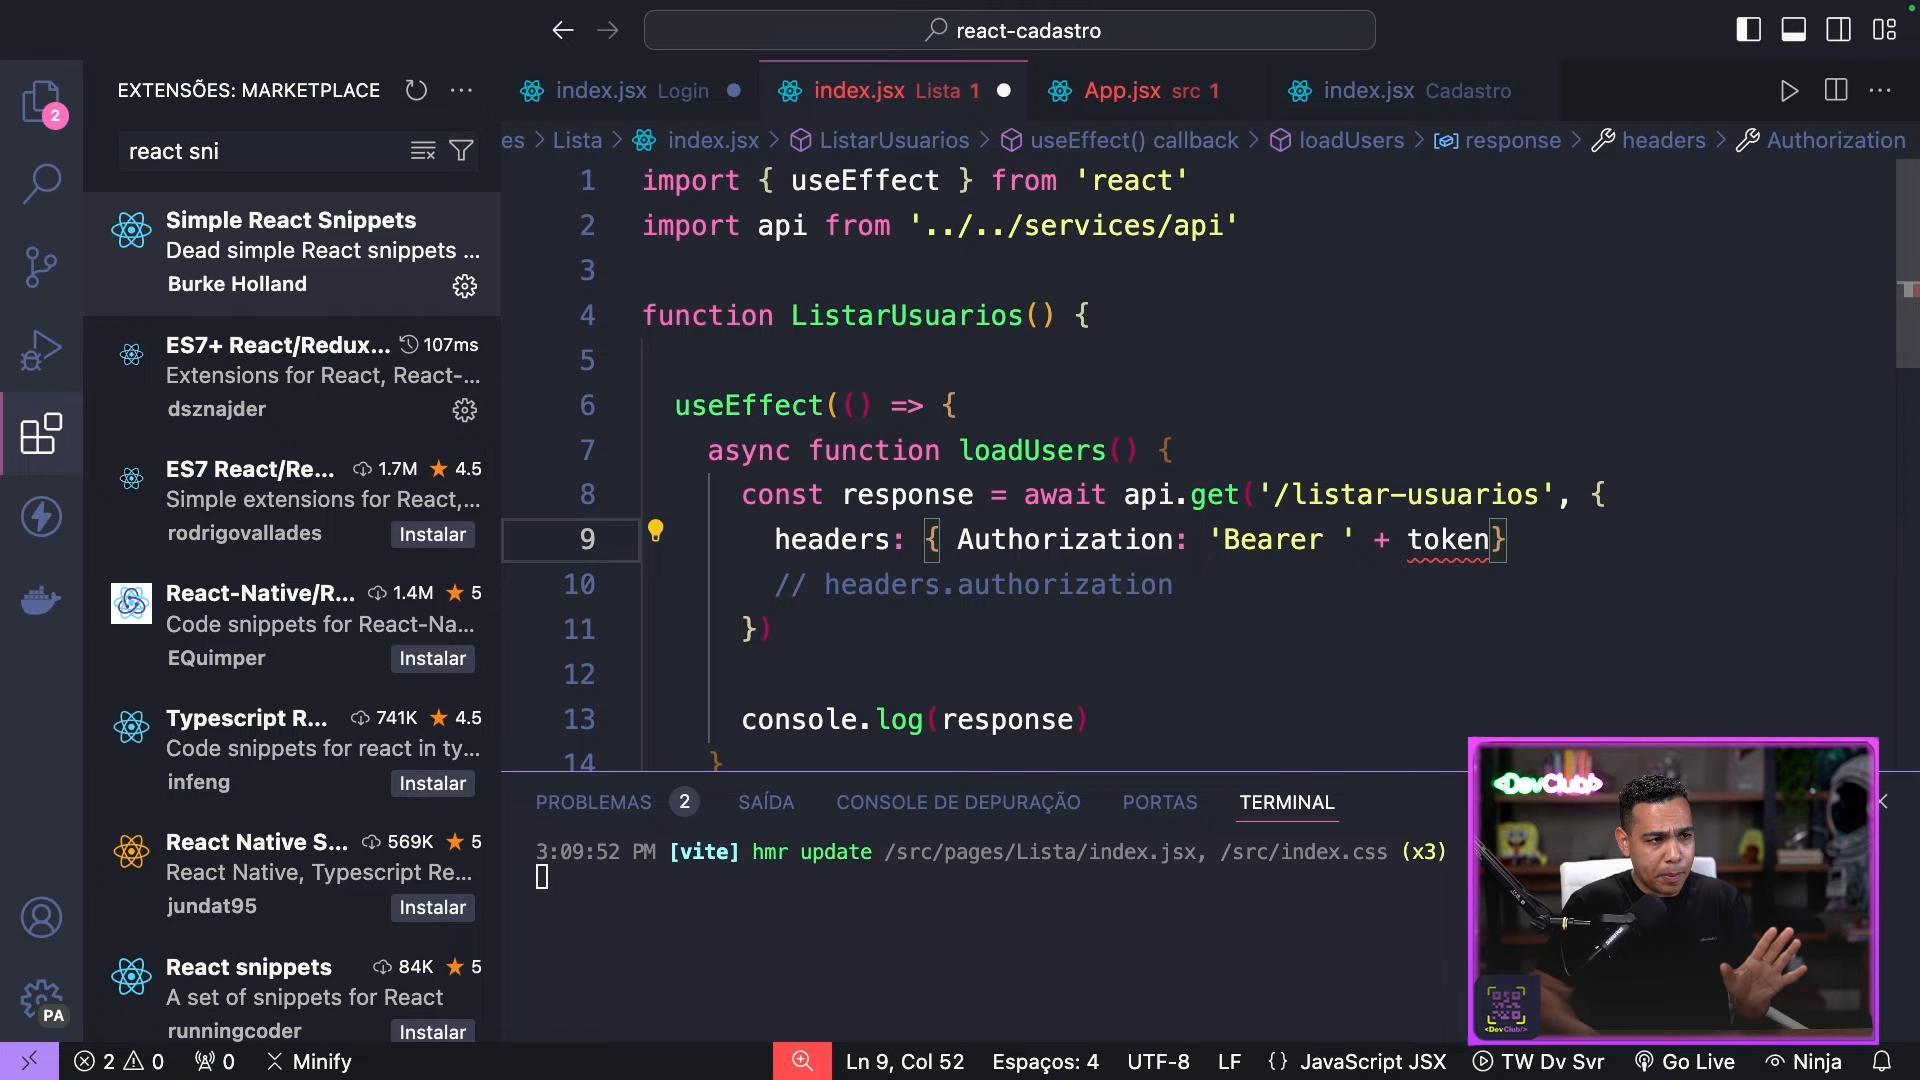 react-cadastro
EXTENSÕES: MARKETPLACE
react sni
2
Simple React Snippets
Dead simple React snippets ...
Burke Holland
ES7+ React/Redux... 107ms
Extensions for React, React-...
dsznajder
ES7 React/Re... 1.7M 4.5
Simple extensions for React,...
rodrigovallades Instalar
React-Native/R... 1.4M 5
Code snippets for React-Na...
EQuimper Instalar
Typescript R... 741K 4.5
Code snippets for react in ty...
infeng Instalar
React Native S... 569K 5
React Native, Typescript Re...
jundat95 Instalar
React snippets 84K 5
A set of snippets for React
runningcoder Instalar
PA
index.jsx Login index.jsx Lista 1 App.jsx src 1 index.jsx Cadastro
es > Lista > index.jsx > ListarUsuarios > useEffect() callback > loadUsers > response > headers > Authorization
1 import { useEffect } from 'react'
2 import api from '../../services/api'
3
4 function ListarUsuarios() {
5
6 useEffect(() => {
7 async function loadUsers() {
8 const response = await api.get('/listar-usuarios', {
9 headers: { Authorization: 'Bearer ' + token}
10 // headers.authorization
11 })
12
13 console.log(response)
14 }
PROBLEMAS 2 SAÍDA CONSOLE DE DEPURAÇÃO PORTAS TERMINAL
3:09:52 PM [vite] hmr update /src/pages/Lista/index.jsx, /src/index.css (x3)
<DevClub/>
<DevClub/>
2 0 0 Minify Ln 9, Col 52 Espaços: 4 UTF-8 LF {} JavaScript JSX TW Dv Svr Go Live Ninja